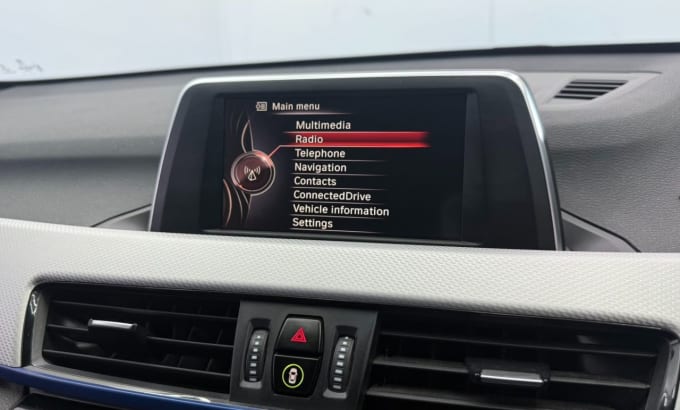 Main menu
Multimedia
Radio
Telephone
Navigation
Contacts
ConnectedDrive
Vehicle information
Settings